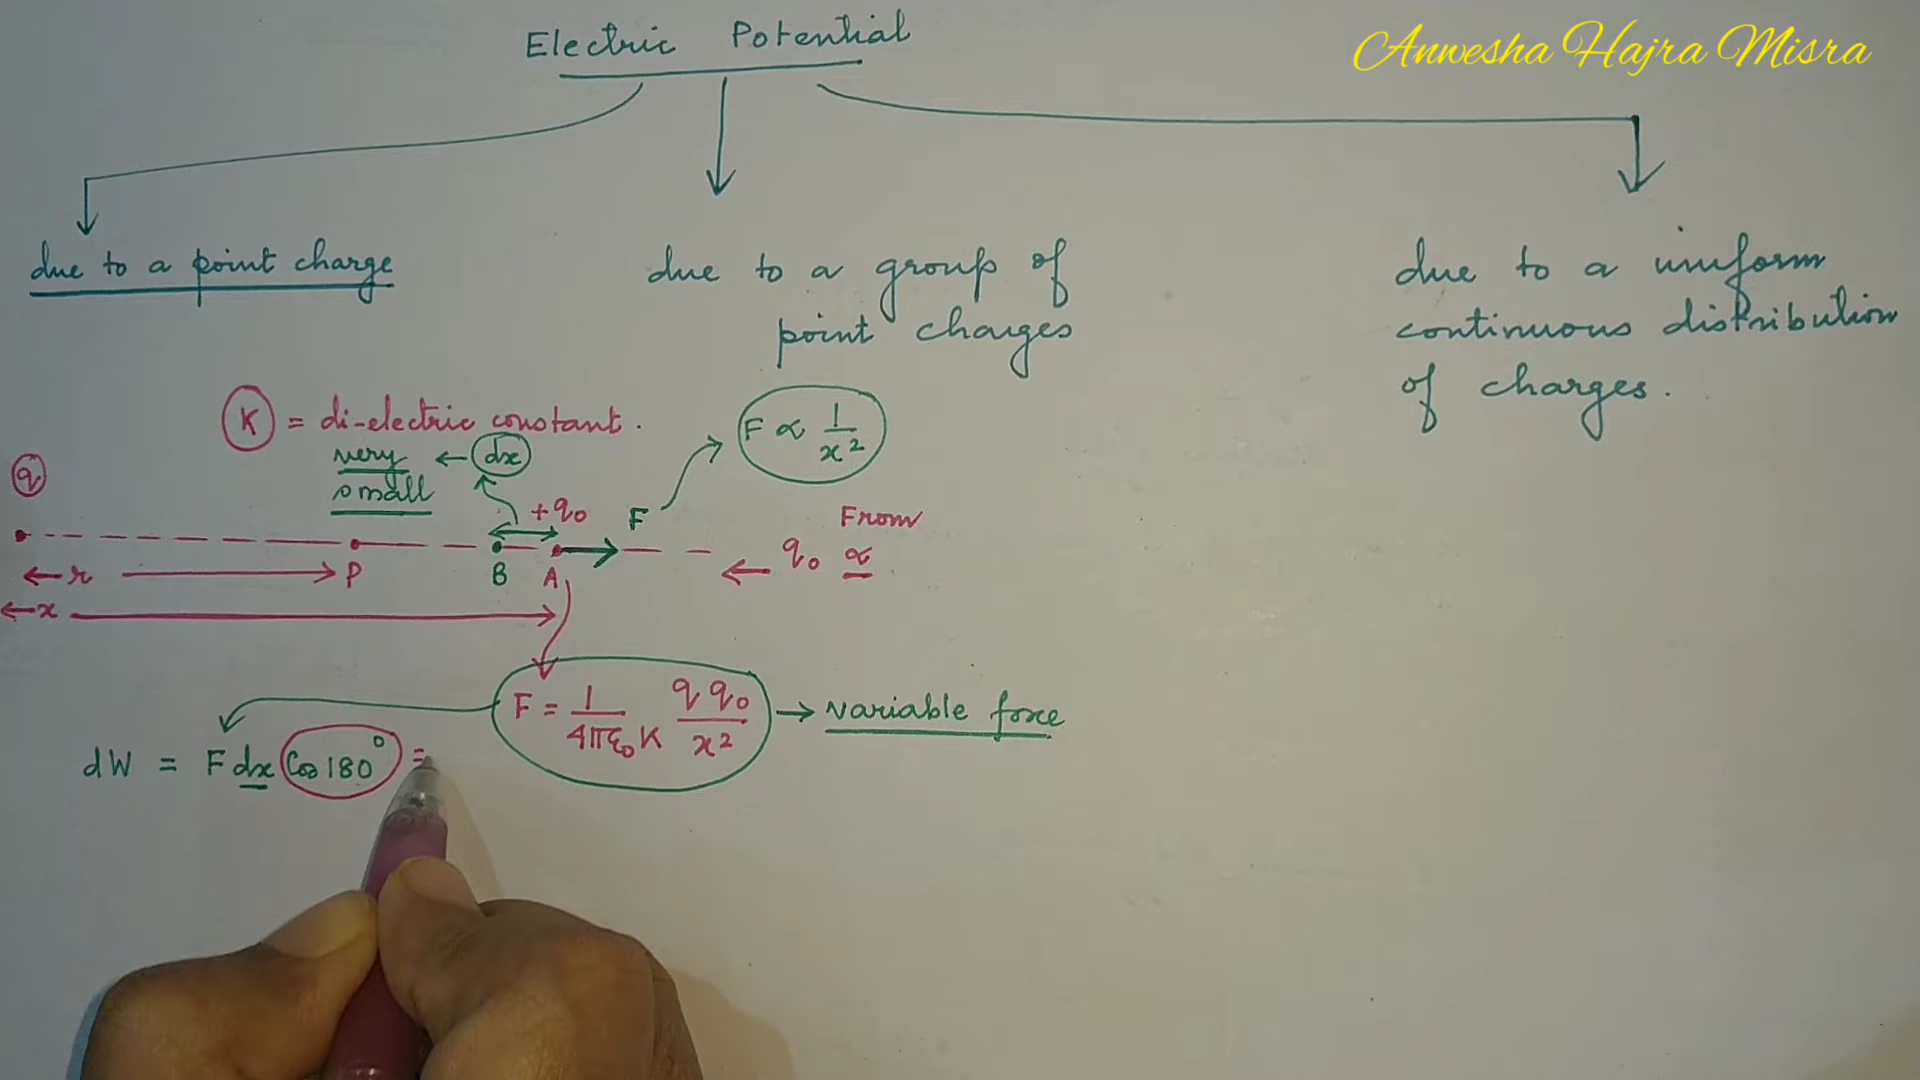 Electric Potential
Anwesha Hajra Misra
due to a point charge
due to a group of
point charges
due to a uniform
continuous distribution
of charges.
K = di-electric constant.
very ← dx
small
F ∝ 1/x²
q
+q₀
F
From
← q₀ ∝
← r → P
B A
← x →
F = 1/4πε₀K qq₀/x² → variable force
dW = F dx Cos 180° =